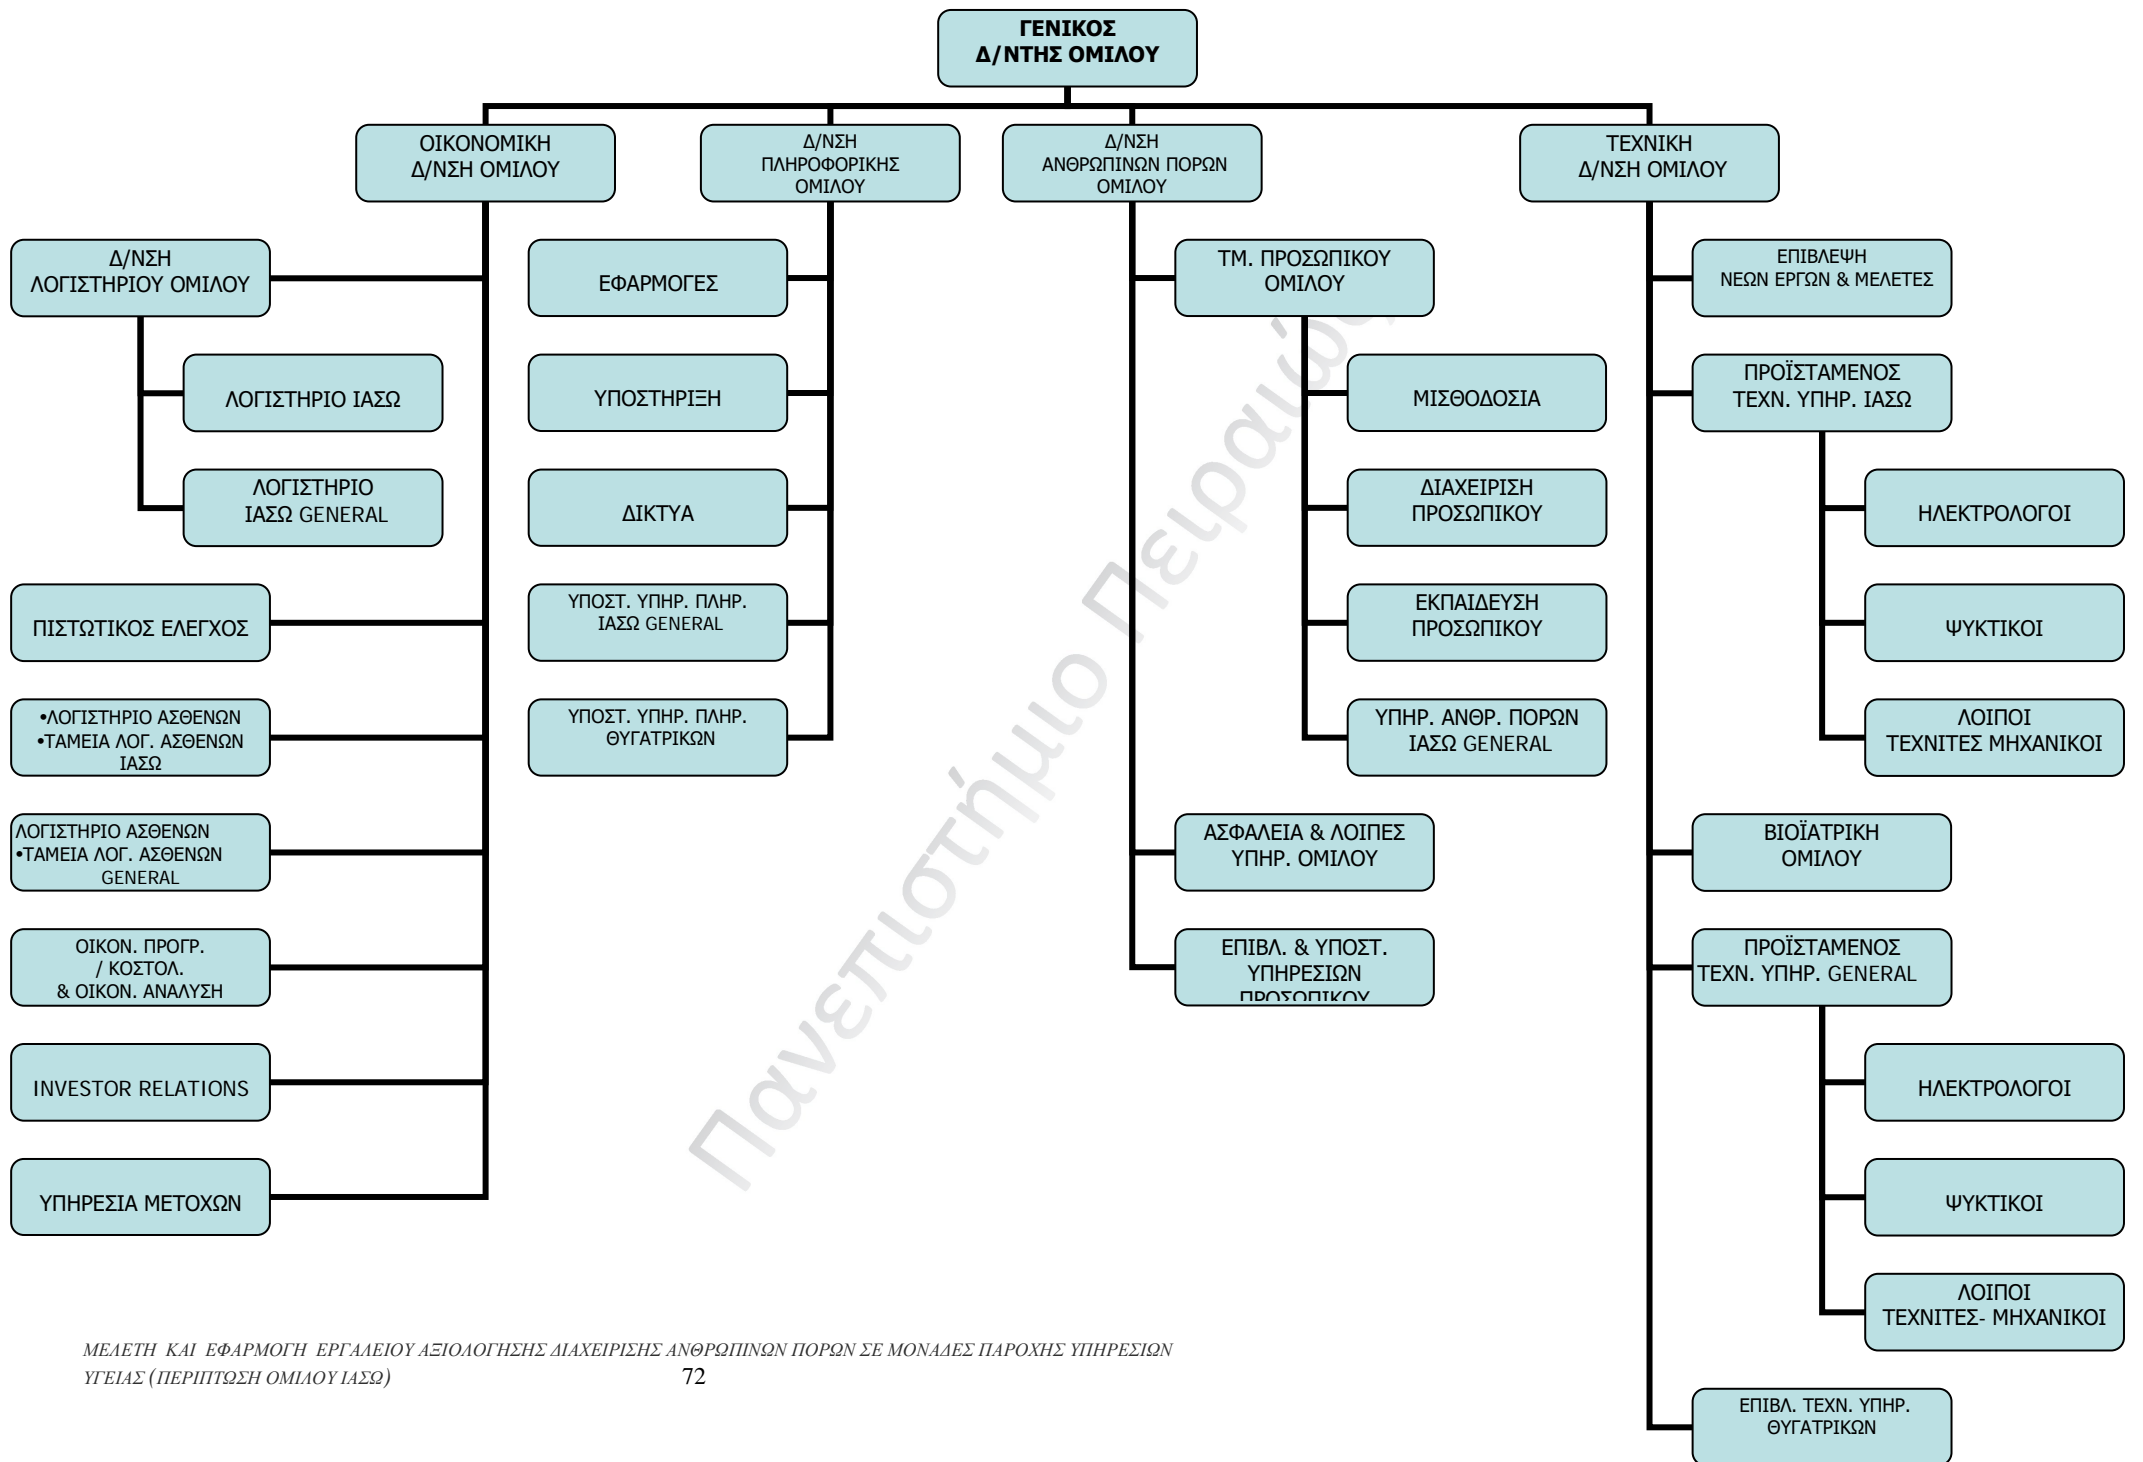 ΓΕΝΙΚΟΣ
Δ/ΝΤΗΣ ΟΜΙΛΟΥ
ΟΙΚΟΝΟΜΙΚΗ
Δ/ΝΣΗ ΟΜΙΛΟΥ
Δ/ΝΣΗ
ΠΛΗΡΟΦΟΡΙΚΗΣ
ΟΜΙΛΟΥ
Δ/ΝΣΗ
ΑΝΘΡΩΠΙΝΩΝ ΠΟΡΩΝ
ΟΜΙΛΟΥ
ΤΕΧΝΙΚΗ
Δ/ΝΣΗ ΟΜΙΛΟΥ
Δ/ΝΣΗ
ΛΟΓΙΣΤΗΡΙΟΥ ΟΜΙΛΟΥ
ΛΟΓΙΣΤΗΡΙΟ ΙΑΣΩ
ΛΟΓΙΣΤΗΡΙΟ
ΙΑΣΩ GENERAL
ΠΙΣΤΩΤΙΚΟΣ ΕΛΕΓΧΟΣ
•ΛΟΓΙΣΤΗΡΙΟ ΑΣΘΕΝΩΝ
•ΤΑΜΕΙΑ ΛΟΓ. ΑΣΘΕΝΩΝ
ΙΑΣΩ
ΛΟΓΙΣΤΗΡΙΟ ΑΣΘΕΝΩΝ
•ΤΑΜΕΙΑ ΛΟΓ. ΑΣΘΕΝΩΝ
GENERAL
ΟΙΚΟΝ. ΠΡΟΓΡ.
/ ΚΟΣΤΟΛ.
& ΟΙΚΟΝ. ΑΝΑΛΥΣΗ
INVESTOR RELATIONS
ΥΠΗΡΕΣΙΑ ΜΕΤΟΧΩΝ
ΕΦΑΡΜΟΓΕΣ
ΥΠΟΣΤΗΡΙΞΗ
ΔΙΚΤΥΑ
ΥΠΟΣΤ. ΥΠΗΡ. ΠΛΗΡ.
ΙΑΣΩ GENERAL
ΥΠΟΣΤ. ΥΠΗΡ. ΠΛΗΡ.
ΘΥΓΑΤΡΙΚΩΝ
ΤΜ. ΠΡΟΣΩΠΙΚΟΥ
ΟΜΙΛΟΥ
ΜΙΣΘΟΔΟΣΙΑ
ΔΙΑΧΕΙΡΙΣΗ
ΠΡΟΣΩΠΙΚΟΥ
ΕΚΠΑΙΔΕΥΣΗ
ΠΡΟΣΩΠΙΚΟΥ
ΥΠΗΡ. ΑΝΘΡ. ΠΟΡΩΝ
ΙΑΣΩ GENERAL
ΑΣΦΑΛΕΙΑ & ΛΟΙΠΕΣ
ΥΠΗΡ. ΟΜΙΛΟΥ
ΕΠΙΒΛ. & ΥΠΟΣΤ.
ΥΠΗΡΕΣΙΩΝ
ΠΡΟΣΩΠΙΚΟΥ
ΕΠΙΒΛΕΨΗ
ΝΕΩΝ ΕΡΓΩΝ & ΜΕΛΕΤΕΣ
ΠΡΟΪΣΤΑΜΕΝΟΣ
ΤΕΧΝ. ΥΠΗΡ. ΙΑΣΩ
ΗΛΕΚΤΡΟΛΟΓΟΙ
ΨΥΚΤΙΚΟΙ
ΛΟΙΠΟΙ
ΤΕΧΝΙΤΕΣ ΜΗΧΑΝΙΚΟΙ
ΒΙΟΪΑΤΡΙΚΗ
ΟΜΙΛΟΥ
ΠΡΟΪΣΤΑΜΕΝΟΣ
ΤΕΧΝ. ΥΠΗΡ. GENERAL
ΗΛΕΚΤΡΟΛΟΓΟΙ
ΨΥΚΤΙΚΟΙ
ΛΟΙΠΟΙ
ΤΕΧΝΙΤΕΣ- ΜΗΧΑΝΙΚΟΙ
ΕΠΙΒΛ. ΤΕΧΝ. ΥΠΗΡ.
ΘΥΓΑΤΡΙΚΩΝ
Πανεπιστήμιο Πειραιώς
ΜΕΛΕΤΗ ΚΑΙ ΕΦΑΡΜΟΓΗ ΕΡΓΑΛΕΙΟΥ ΑΞΙΟΛΟΓΗΣΗΣ ΔΙΑΧΕΙΡΙΣΗΣ ΑΝΘΡΩΠΙΝΩΝ ΠΟΡΩΝ ΣΕ ΜΟΝΑΔΕΣ ΠΑΡΟΧΗΣ ΥΠΗΡΕΣΙΩΝ
ΥΓΕΙΑΣ (ΠΕΡΙΠΤΩΣΗ ΟΜΙΛΟΥ ΙΑΣΩ) 72